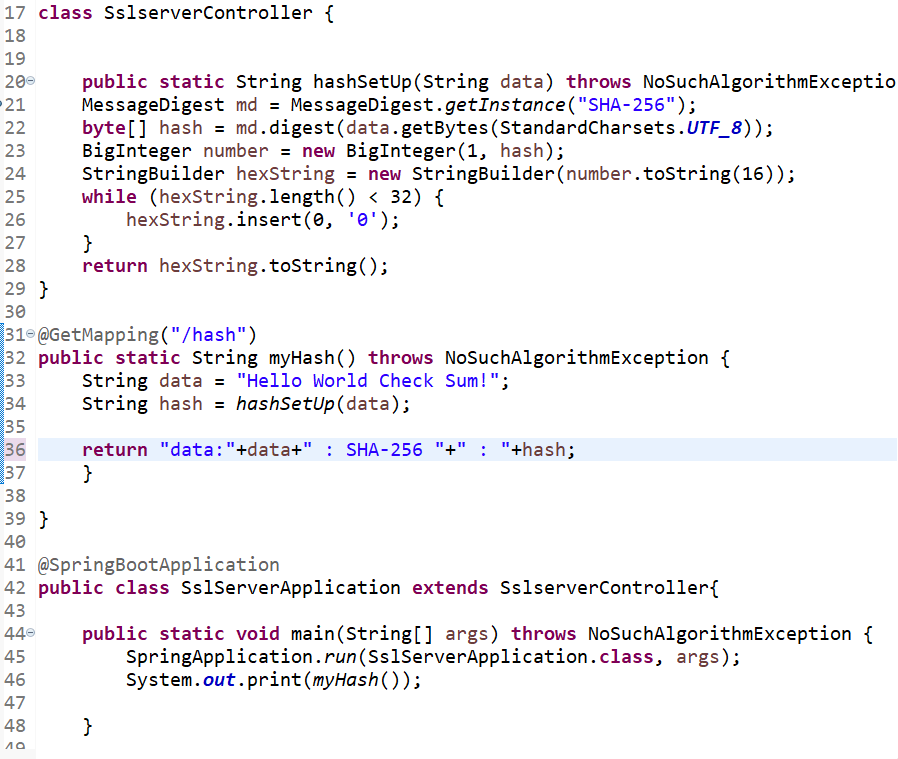 17 class SslserverController {
18
19
20 public static String hashSetUp(String data) throws NoSuchAlgorithmExceptio
21 MessageDigest md = MessageDigest.getInstance("SHA-256");
22 byte[] hash = md.digest(data.getBytes(StandardCharsets.UTF_8));
23 BigInteger number = new BigInteger(1, hash);
24 StringBuilder hexString = new StringBuilder(number.toString(16));
25 while (hexString.length() < 32) {
26 hexString.insert(0, '0');
27 }
28 return hexString.toString();
29 }
30
31 @GetMapping("/hash")
32 public static String myHash() throws NoSuchAlgorithmException {
33 String data = "Hello World Check Sum!";
34 String hash = hashSetUp(data);
35
36 return "data:"+data+" : SHA-256 "+" : "+hash;
37 }
38
39 }
40
41 @SpringBootApplication
42 public class SslServerApplication extends SslserverController{
43
44 public static void main(String[] args) throws NoSuchAlgorithmException {
45 SpringApplication.run(SslServerApplication.class, args);
46 System.out.print(myHash());
47
48 }
49